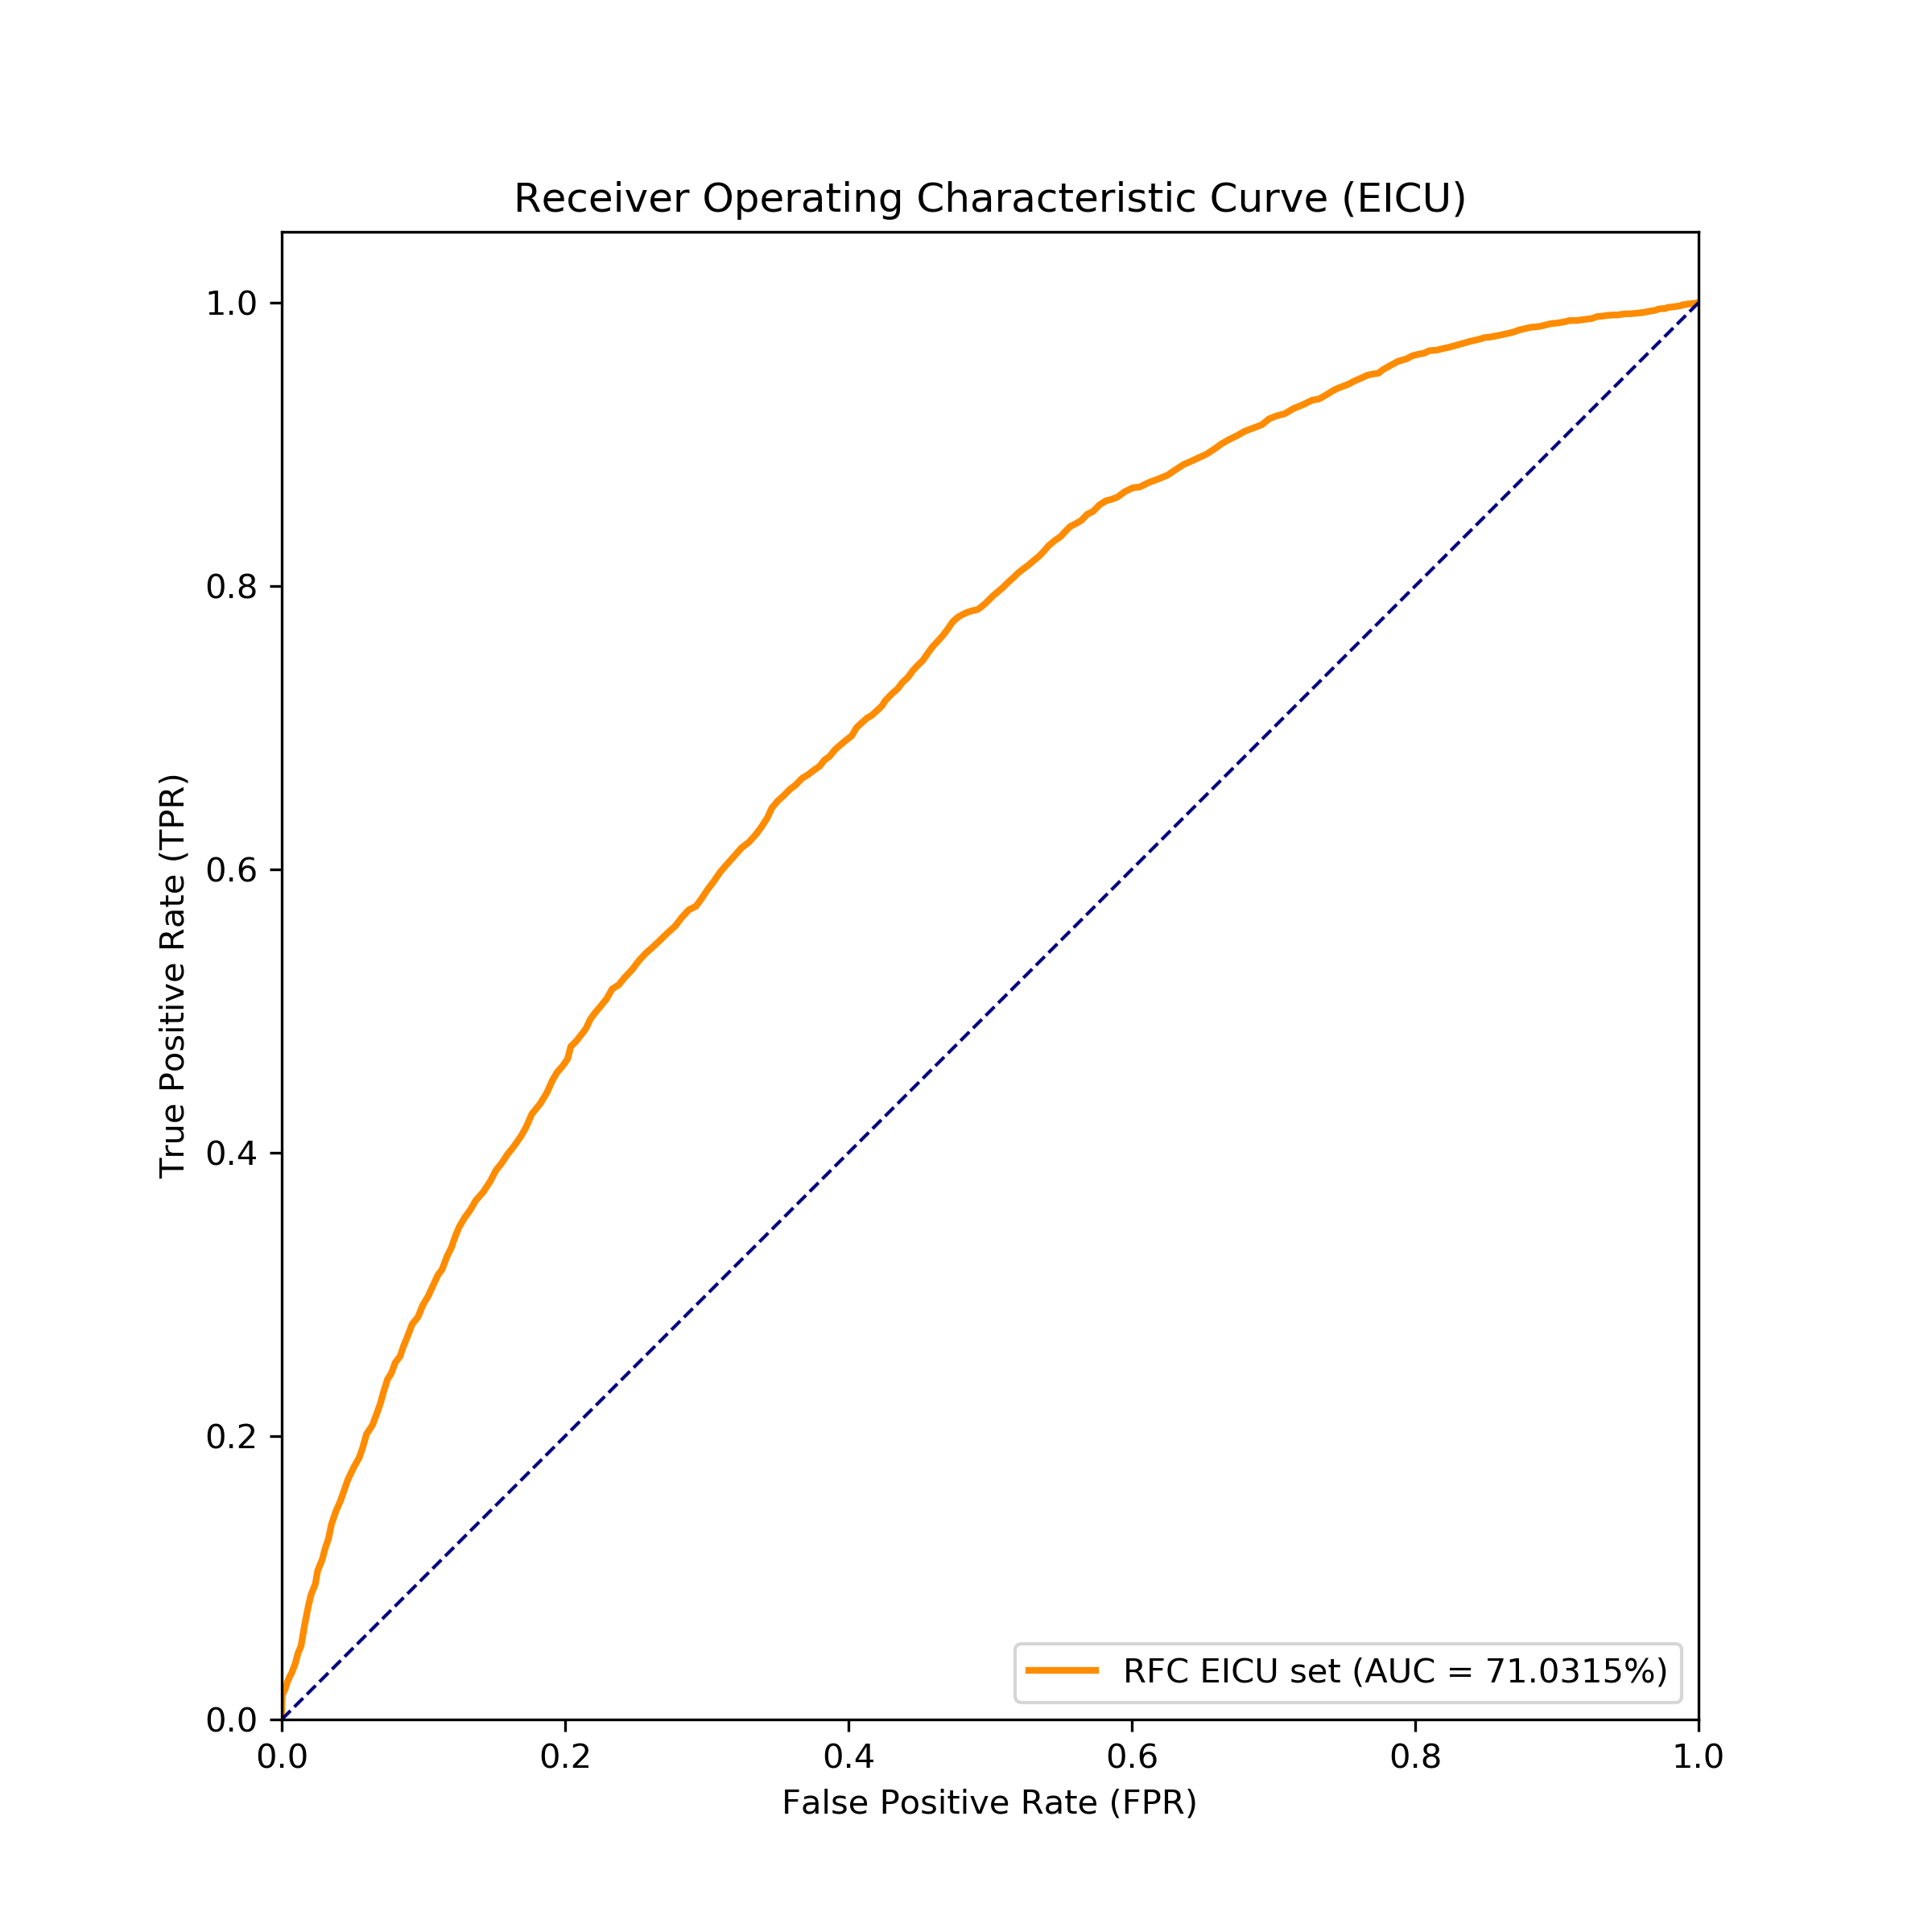 Receiver Operating Characteristic Curve (EICU)
1.0
0.8
0.6
0.4
0.2
0.0
True Positive Rate (TPR)
RFC EICU set (AUC = 71.0315%)
0.0 0.2 0.4 0.6 0.8 1.0
False Positive Rate (FPR)